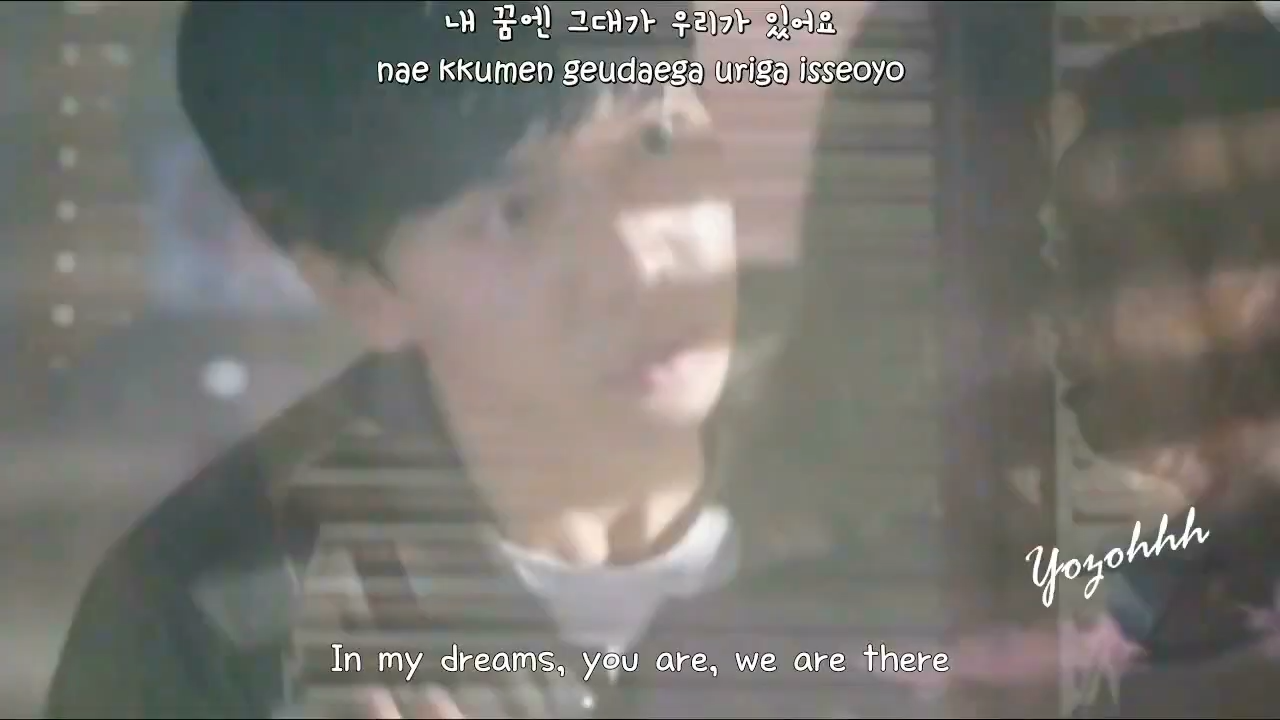 내 꿈엔 그대가 우리가 있어요
nae kkumen geudaega uriga isseoyo
Yozohhh
In my dreams, you are, we are there